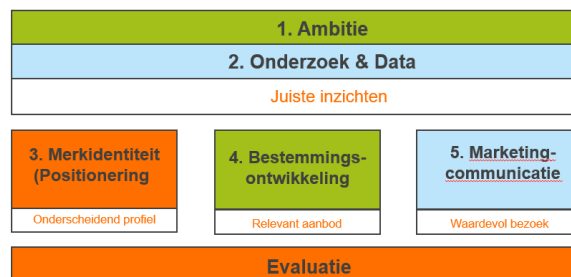 1. Ambitie
2. Onderzoek & Data
Juiste inzichten
3. Merkidentiteit
(Positionering
Onderscheidend profiel
4. Bestemmings-
ontwikkeling
Relevant aanbod
5. Marketing-
communicatie
Waardevol bezoek
Evaluatie